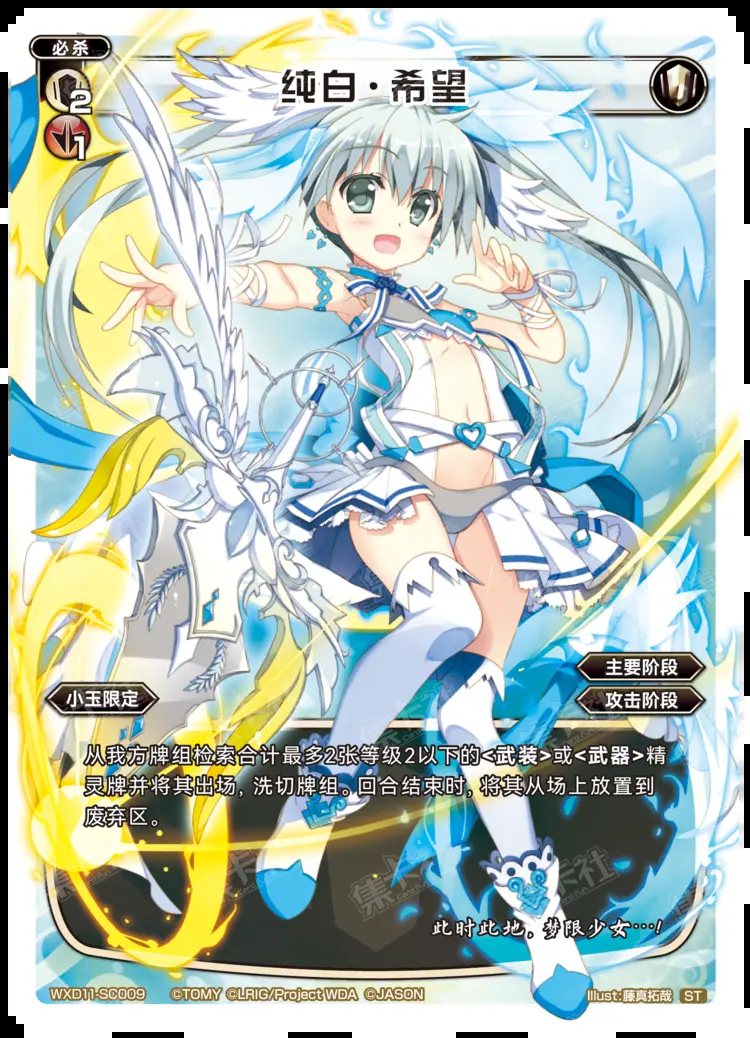 必杀
纯白·希望
2
1
主要阶段
小玉限定
攻击阶段
从我方牌组检索合计最多2张等级2以下的<武装>或<武器>精
灵牌并将其出场，洗切牌组。回合结束时，将其从场上放置到
废弃区。
集卡社
此时此地，梦限少女…!
WXD11-SC009 ©TOMY ©LRIG/Project WDA ©JASON
Illust:藤真拓哉 ST